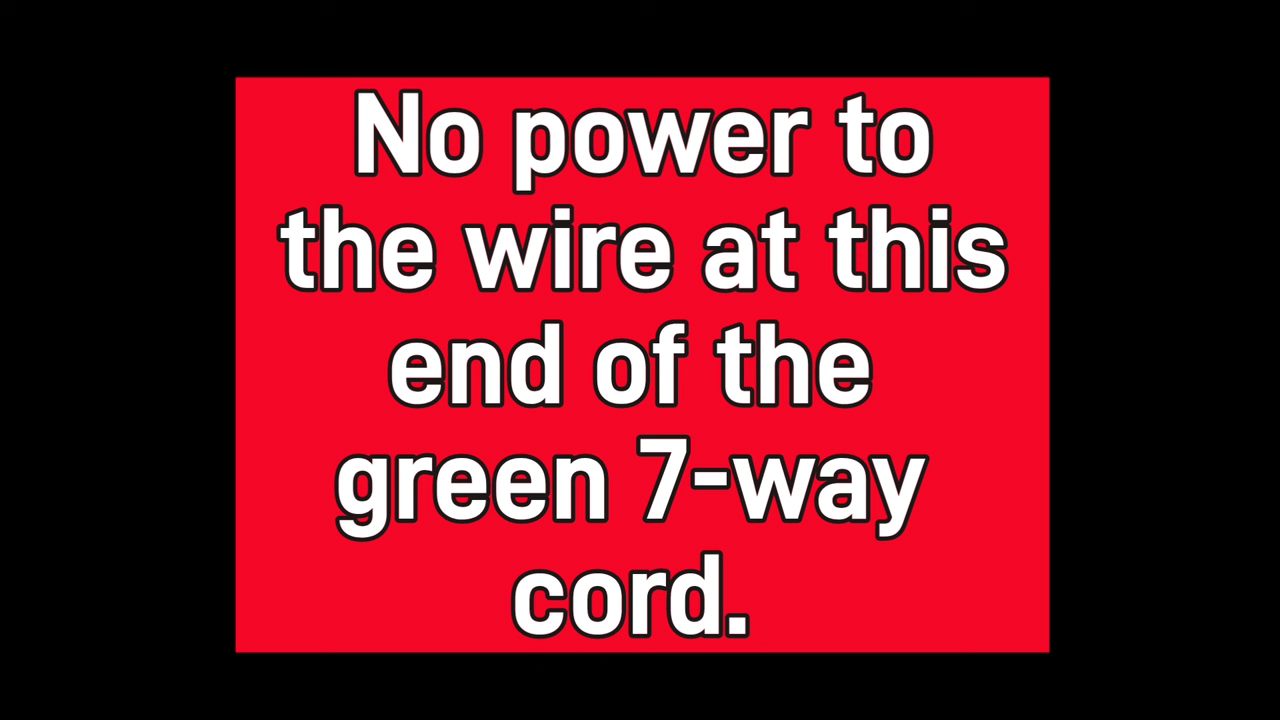 No power to
the wire at this
end of the
green 7-way
cord.